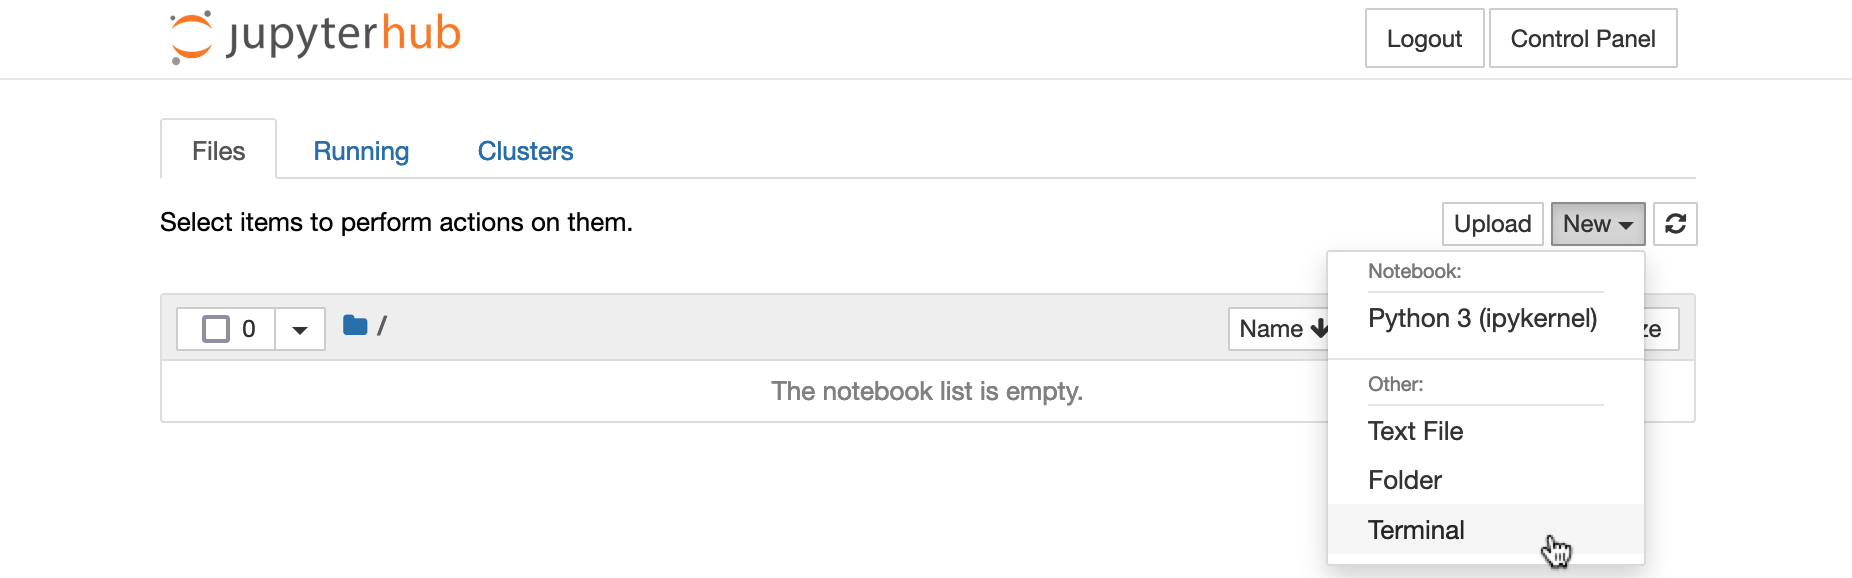 jupyterhub
Logout Control Panel
Files Running Clusters
Select items to perform actions on them.
Upload New
Notebook:
Python 3 (ipykernel)
0 /
Name
The notebook list is empty.
Other:
Text File
Folder
Terminal